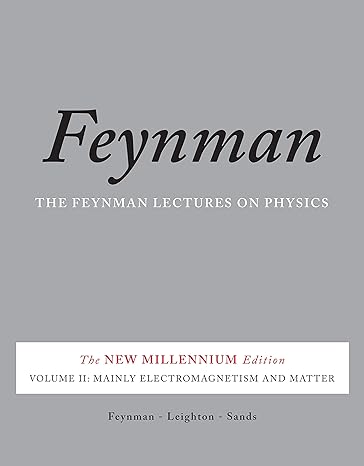 Feynman
THE FEYNMAN LECTURES ON PHYSICS
The NEW MILLENNIUM Edition
VOLUME II: MAINLY ELECTROMAGNETISM AND MATTER
Feynman - Leighton - Sands